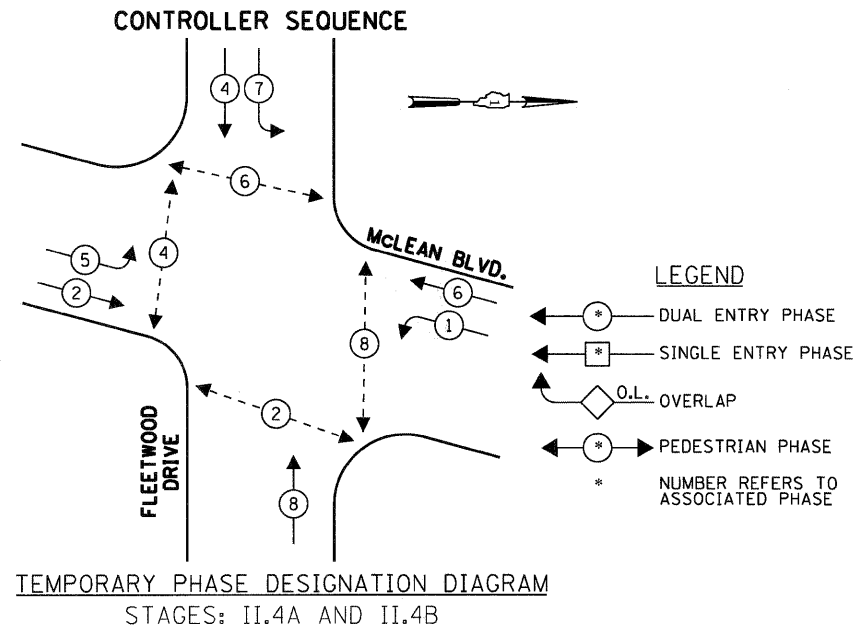 CONTROLLER SEQUENCE
4 7
6
5
4
2
McLEAN BLVD.
6
1
8
2
FLEETWOOD
DRIVE
8
LEGEND
* DUAL ENTRY PHASE
* SINGLE ENTRY PHASE
O.L. OVERLAP
* PEDESTRIAN PHASE
* NUMBER REFERS TO
ASSOCIATED PHASE
TEMPORARY PHASE DESIGNATION DIAGRAM
STAGES: II.4A AND II.4B